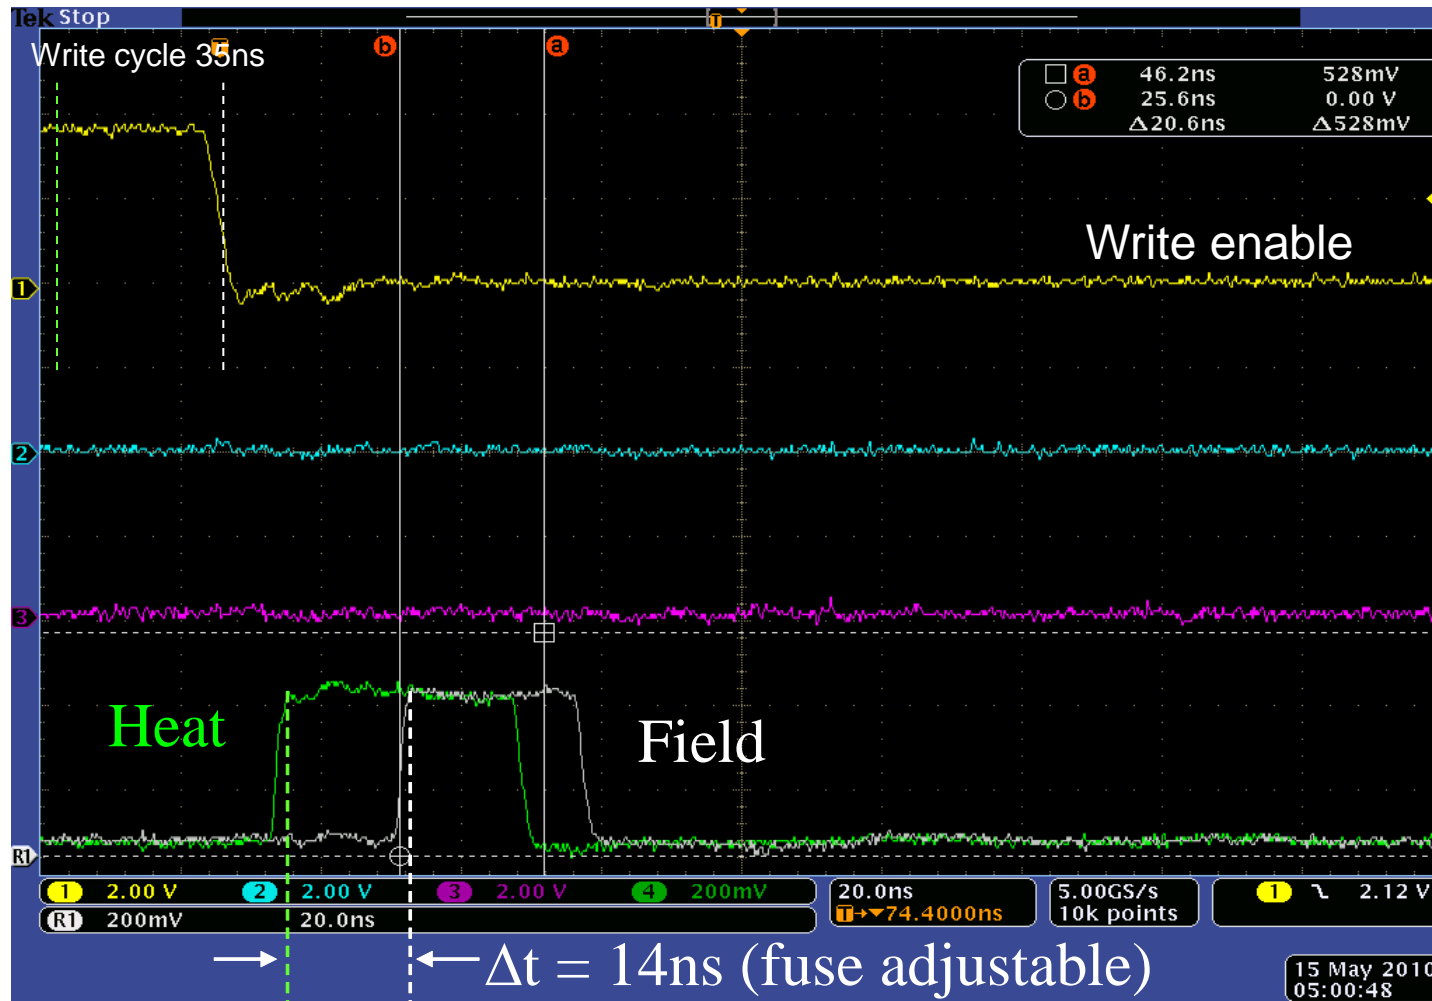 Tek Stop
T
Write cycle 35ns
T
b
a
a 46.2ns 528mV
b 25.6ns 0.00 V
Δ20.6ns Δ528mV
Write enable
1
2
3
Heat
Field
R1
1 2.00 V 2 2.00 V 3 2.00 V 4 200mV
R1 200mV 20.0ns
20.0ns
T→▼74.4000ns
5.00GS/s
10k points
1 2.12 V
Δt = 14ns (fuse adjustable)
15 May 2010
05:00:48